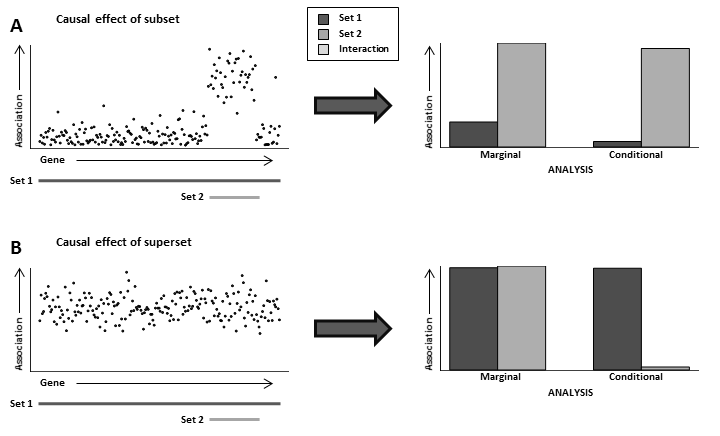 A
Causal effect of subset
Set 1
Set 2
Interaction
Association
Gene
Set 1
Set 2
Association
Marginal
Conditional
ANALYSIS
B
Causal effect of superset
Association
Gene
Set 1
Set 2
Association
Marginal
Conditional
ANALYSIS